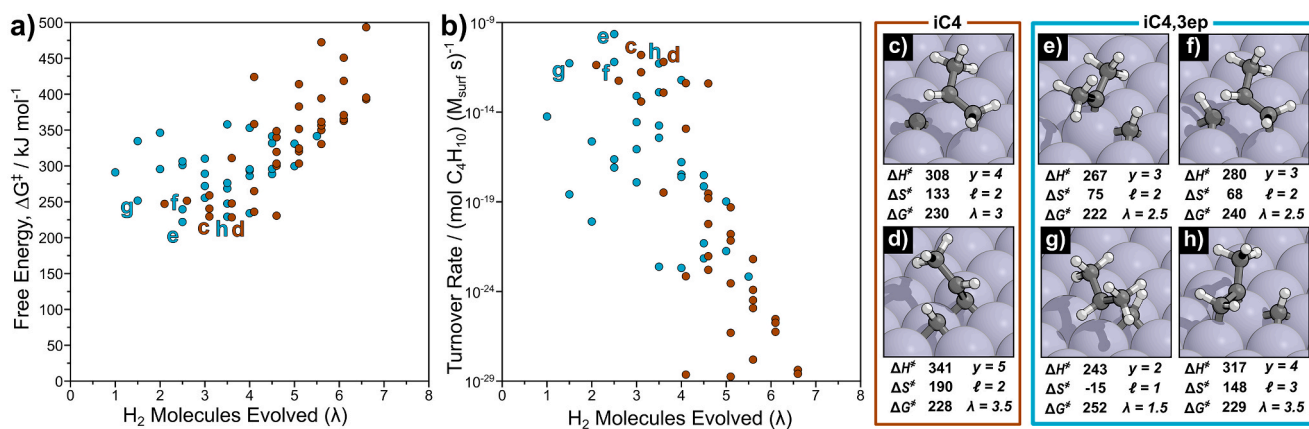 a)
Free Energy, ΔG‡ / kJ mol⁻¹
500
450
400
350
300
250
200
150
100
50
0
g
f
e
c
h
d
0 1 2 3 4 5 6 7 8
H₂ Molecules Evolved (λ)
b)
Turnover Rate / (mol C₄H₁₀) (M_surf s)⁻¹
10⁻⁹
10⁻¹⁴
10⁻¹⁹
10⁻²⁴
10⁻²⁹
e
c
h
d
g
f
0 1 2 3 4 5 6 7 8
H₂ Molecules Evolved (λ)
iC4
c)
ΔH‡ 308 y = 4
ΔS‡ 133 ℓ = 2
ΔG‡ 230 λ = 3
d)
ΔH‡ 341 y = 5
ΔS‡ 190 ℓ = 2
ΔG‡ 228 λ = 3.5
iC4,3ep
e)
ΔH‡ 267 y = 3
ΔS‡ 75 ℓ = 2
ΔG‡ 222 λ = 2.5
f)
ΔH‡ 280 y = 3
ΔS‡ 68 ℓ = 2
ΔG‡ 240 λ = 2.5
g)
ΔH‡ 243 y = 2
ΔS‡ -15 ℓ = 1
ΔG‡ 252 λ = 1.5
h)
ΔH‡ 317 y = 4
ΔS‡ 148 ℓ = 3
ΔG‡ 229 λ = 3.5